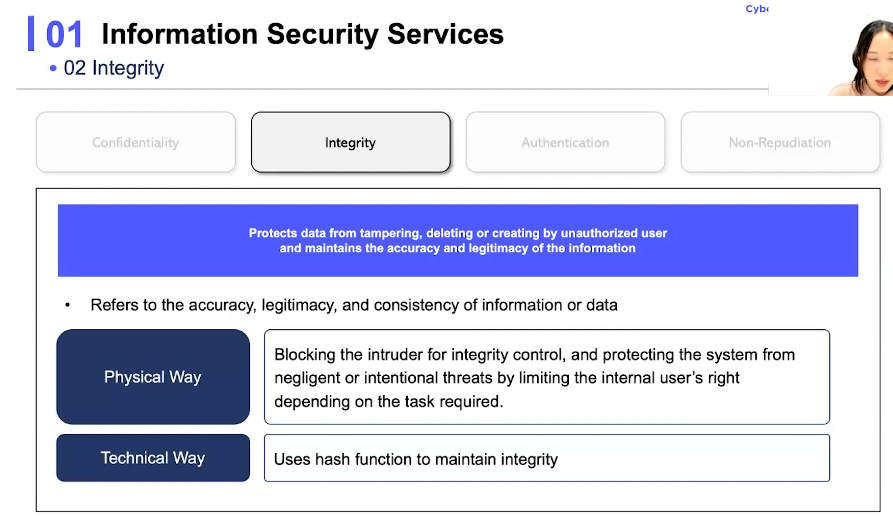 Cybe
01 Information Security Services
• 02 Integrity
Confidentiality
Integrity
Authentication
Non-Repudiation
Protects data from tampering, deleting or creating by unauthorized user
and maintains the accuracy and legitimacy of the information
• Refers to the accuracy, legitimacy, and consistency of information or data
Physical Way
Blocking the intruder for integrity control, and protecting the system from
negligent or intentional threats by limiting the internal user's right
depending on the task required.
Technical Way
Uses hash function to maintain integrity